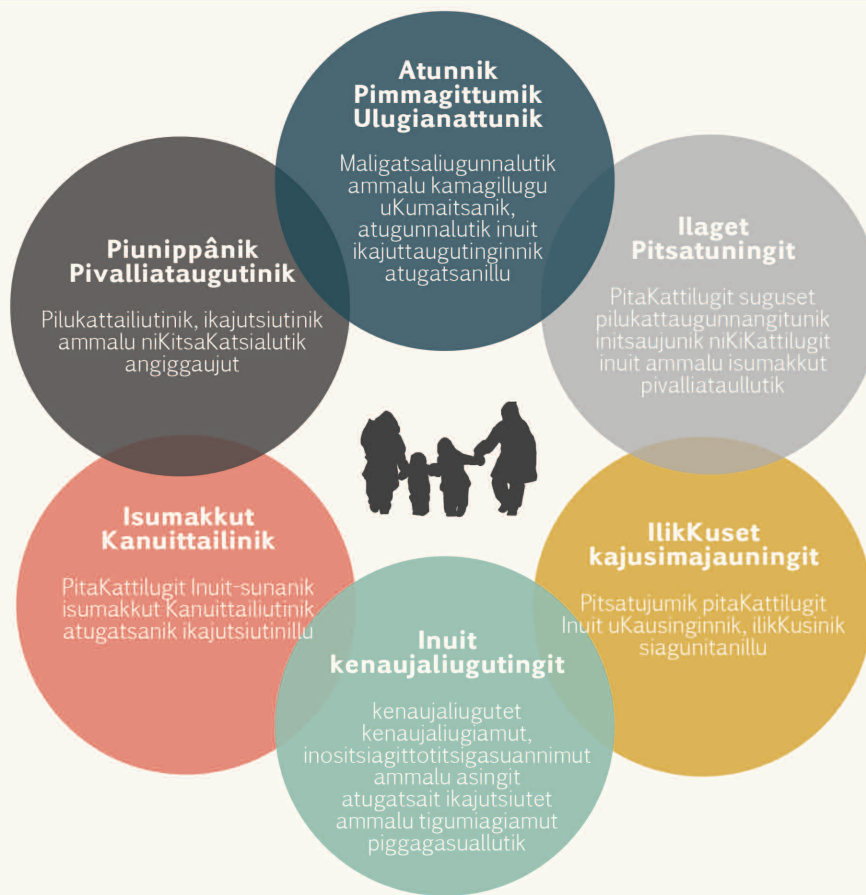 Atunnik
Pimmagittumik
Ulugianattunik
Maligatsaliugunnalutik
ammalu kamagillugu
uKumaitsanik,
atugunnalutik inuit
ikajuttaugutinginnik
atugatsanillu
Ilaget
Pitsatuningit
PitaKattilugit suguset
pilukattaugunnangitunik
initsaujunik niKiKattilugit
inuit ammalu isumakkut
pivalliataullutik
IlikKuset
kajusimajauningit
Pitsatujumik pitaKattilugit
Inuit uKausinginnik, ilikKusinik
siagunitanillu
Inuit
kenaujaliugutingit
kenaujaliugutet
kenaujaliugiamut,
inositsiagittotitsigasuannimut
ammalu asingit
atugatsait ikajutsiutet
ammalu tigumiagiamut
piggagasuallutik
Isumakkut
Kanuittailinik
PitaKattilugit Inuit-sunanik
isumakkut Kanuittailiutinik
atugatsanik ikajutsiutinillu
Piunippânik
Pivalliataugutinik
Pilukattailiutinik, ikajutsiutinik
ammalu niKitsaKatsialutik
angiggaujut